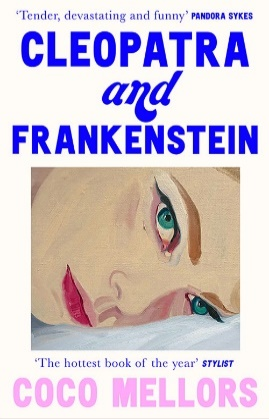 ‘Tender, devastating and funny’ PANDORA SYKES
CLEOPATRA
and
FRANKENSTEIN
‘The hottest book of the year’ STYLIST
COCO MELLORS